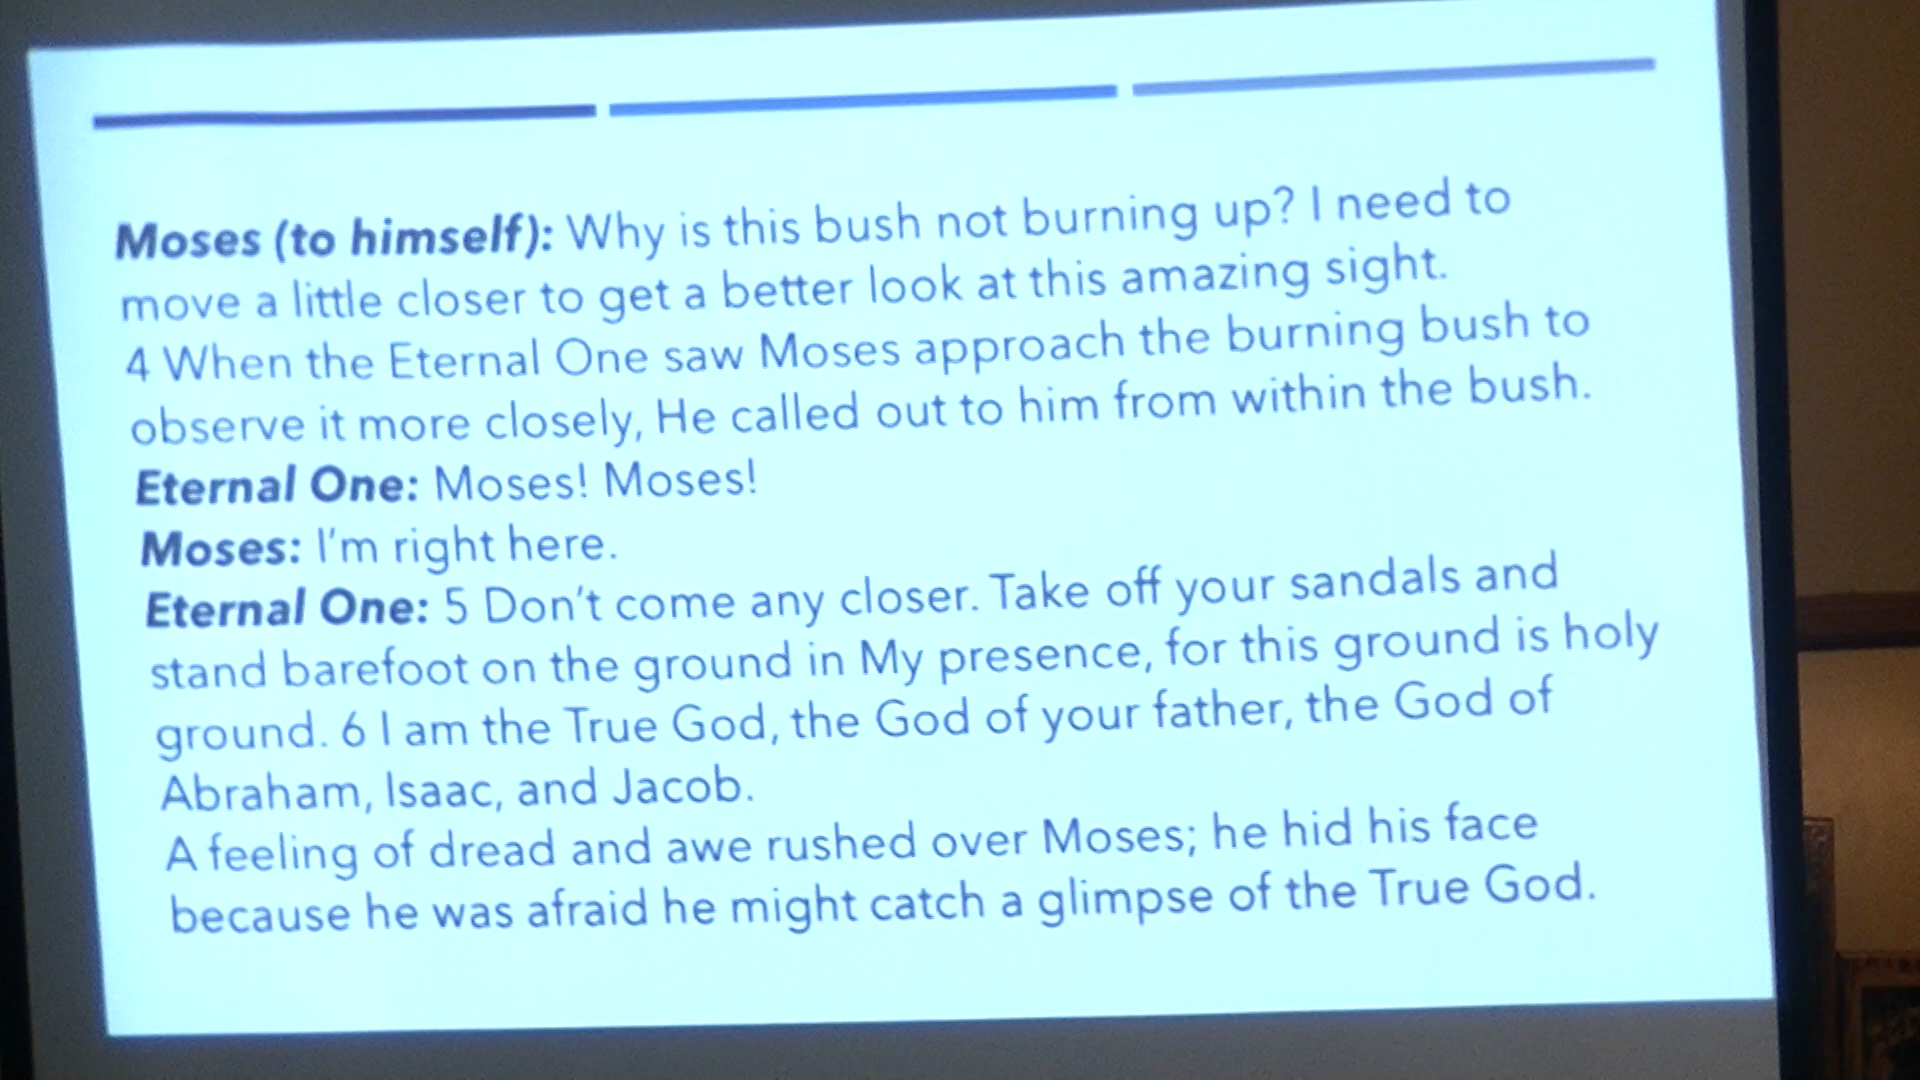 Moses (to himself): Why is this bush not burning up? I need to
move a little closer to get a better look at this amazing sight.
4 When the Eternal One saw Moses approach the burning bush to
observe it more closely, He called out to him from within the bush.
Eternal One: Moses! Moses!
Moses: I'm right here.
Eternal One: 5 Don't come any closer. Take off your sandals and
stand barefoot on the ground in My presence, for this ground is holy
ground. 6 I am the True God, the God of your father, the God of
Abraham, Isaac, and Jacob.
A feeling of dread and awe rushed over Moses; he hid his face
because he was afraid he might catch a glimpse of the True God.